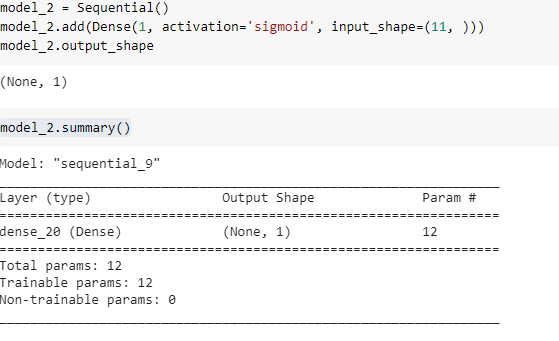 model_2 = Sequential()
model_2.add(Dense(1, activation='sigmoid', input_shape=(11, )))
model_2.output_shape
(None, 1)
model_2.summary()
Model: "sequential_9"
_________________________________________________________________
Layer (type)                 Output Shape              Param #
=================================================================
dense_20 (Dense)             (None, 1)                 12
=================================================================
Total params: 12
Trainable params: 12
Non-trainable params: 0
_________________________________________________________________